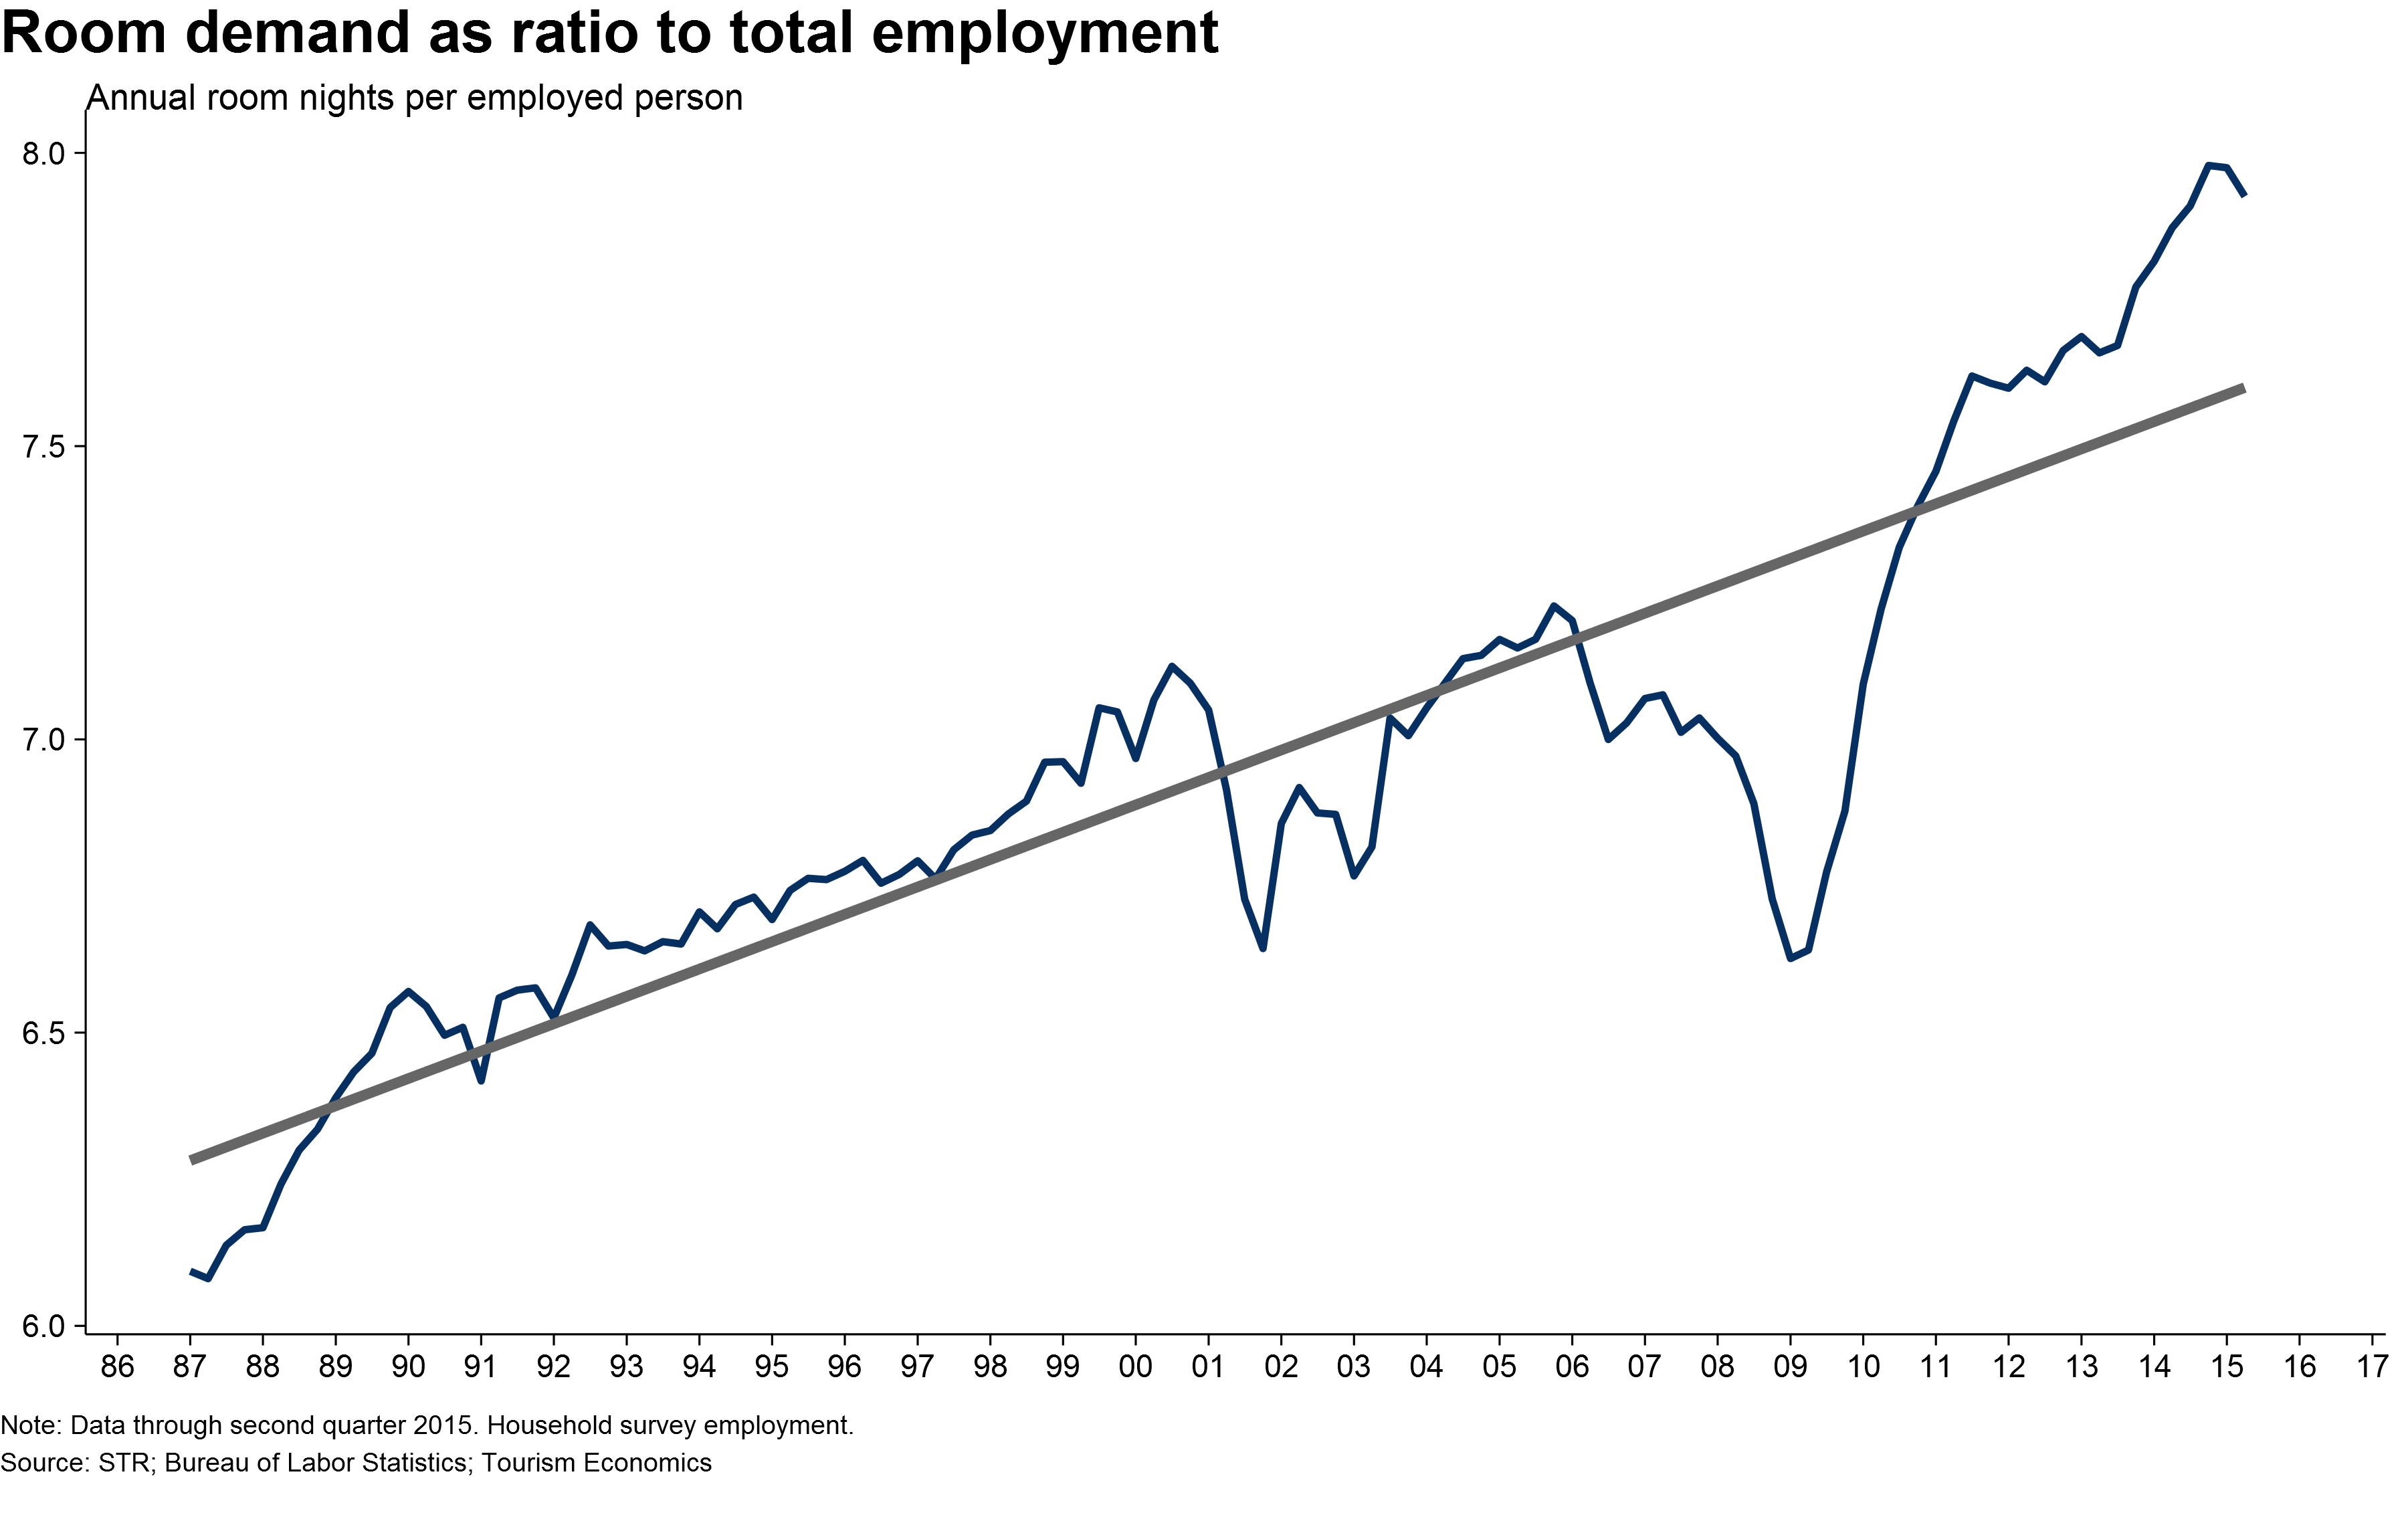 Room demand as ratio to total employment
Annual room nights per employed person
8.0
7.5
7.0
6.5
6.0
86 87 88 89 90 91 92 93 94 95 96 97 98 99 00 01 02 03 04 05 06 07 08 09 10 11 12 13 14 15 16 17
Note: Data through second quarter 2015. Household survey employment.
Source: STR; Bureau of Labor Statistics; Tourism Economics